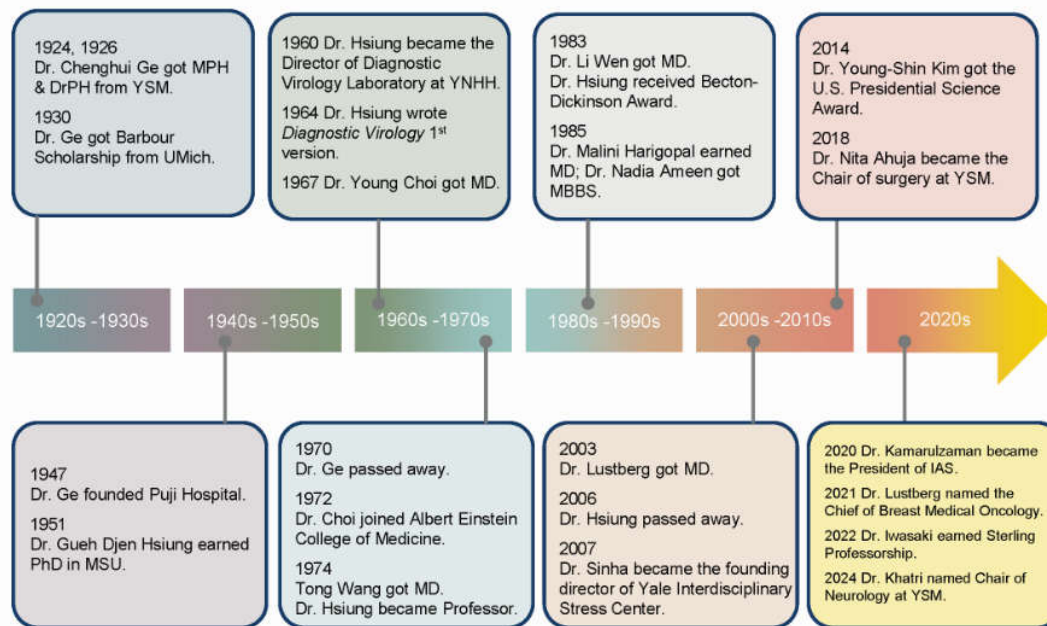 1924, 1926
Dr. Chenghui Ge got MPH
& DrPH from YSM.
1930
Dr. Ge got Barbour
Scholarship from UMich.
1960 Dr. Hsiung became the
Director of Diagnostic
Virology Laboratory at YNHH.
1964 Dr. Hsiung wrote
Diagnostic Virology 1st
version.
1967 Dr. Young Choi got MD.
1983
Dr. Li Wen got MD.
Dr. Hsiung received Becton-
Dickinson Award.
1985
Dr. Malini Harigopal earned
MD; Dr. Nadia Ameen got
MBBS.
2014
Dr. Young-Shin Kim got the
U.S. Presidential Science
Award.
2018
Dr. Nita Ahuja became the
Chair of surgery at YSM.
1920s -1930s
1940s -1950s
1960s -1970s
1980s -1990s
2000s -2010s
2020s
1947
Dr. Ge founded Puji Hospital.
1951
Dr. Gueh Djen Hsiung earned
PhD in MSU.
1970
Dr. Ge passed away.
1972
Dr. Choi joined Albert Einstein
College of Medicine.
1974
Tong Wang got MD.
Dr. Hsiung became Professor.
2003
Dr. Lustberg got MD.
2006
Dr. Hsiung passed away.
2007
Dr. Sinha became the founding
director of Yale Interdisciplinary
Stress Center.
2020 Dr. Kamarulzaman became
the President of IAS.
2021 Dr. Lustberg named the
Chief of Breast Medical Oncology.
2022 Dr. Iwasaki earned Sterling
Professorship.
2024 Dr. Khatri named Chair of
Neurology at YSM.